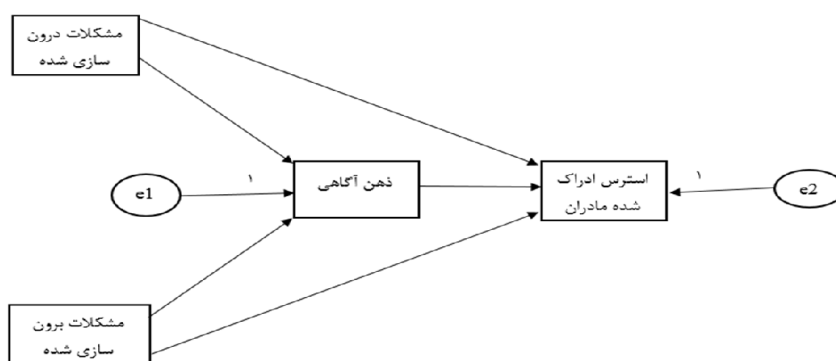 مشکلات درون
سازی شده
ذهن آگاهی
استرس ادراک
شده مادران
e1
۱
۱
e2
مشکلات برون
سازی شده